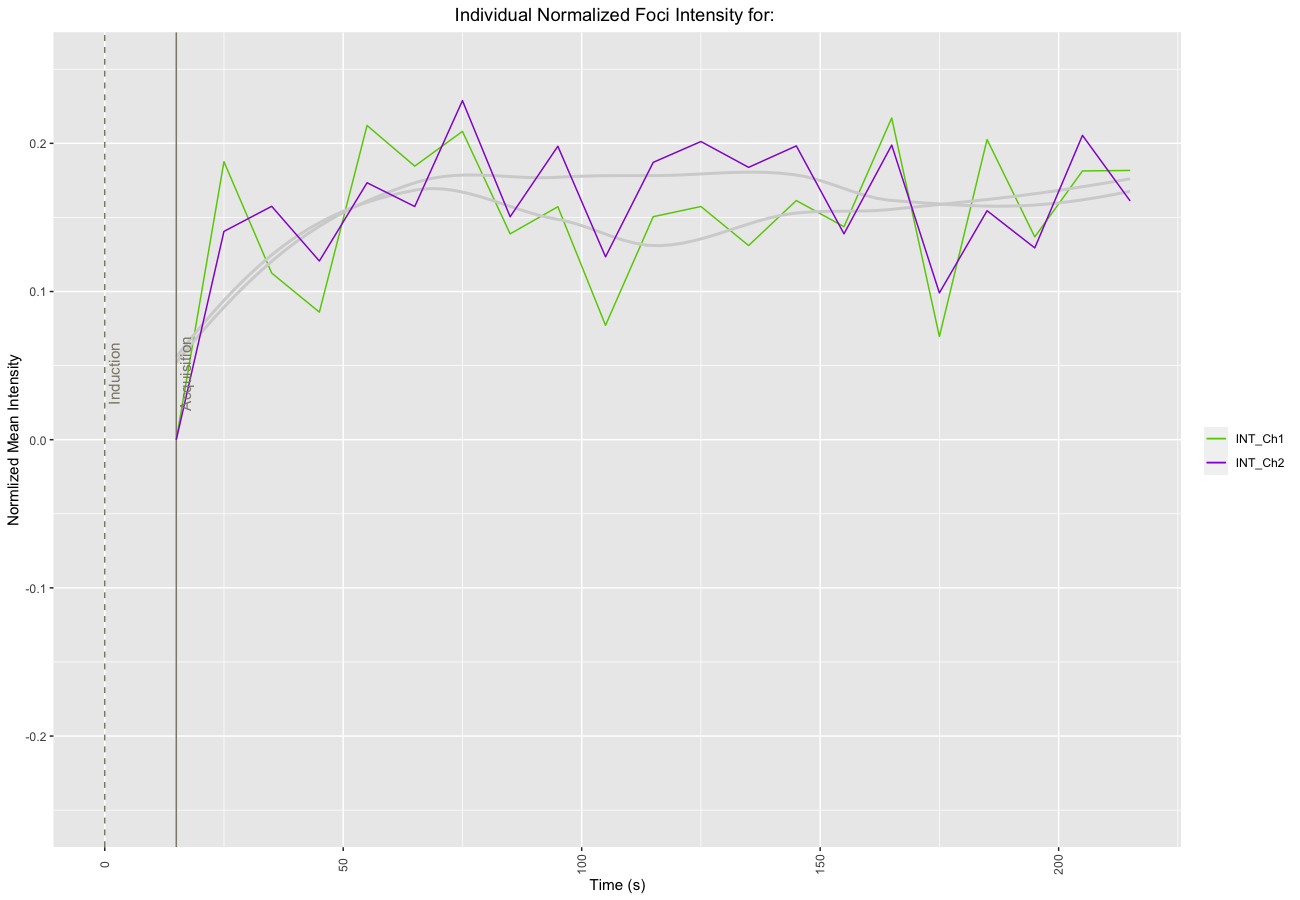 Individual Normalized Foci Intensity for:
Normlized Mean Intensity
0.2
0.1
0.0
-0.1
-0.2
Induction
Acquisition
0
50
100
150
200
Time (s)
INT_Ch1
INT_Ch2